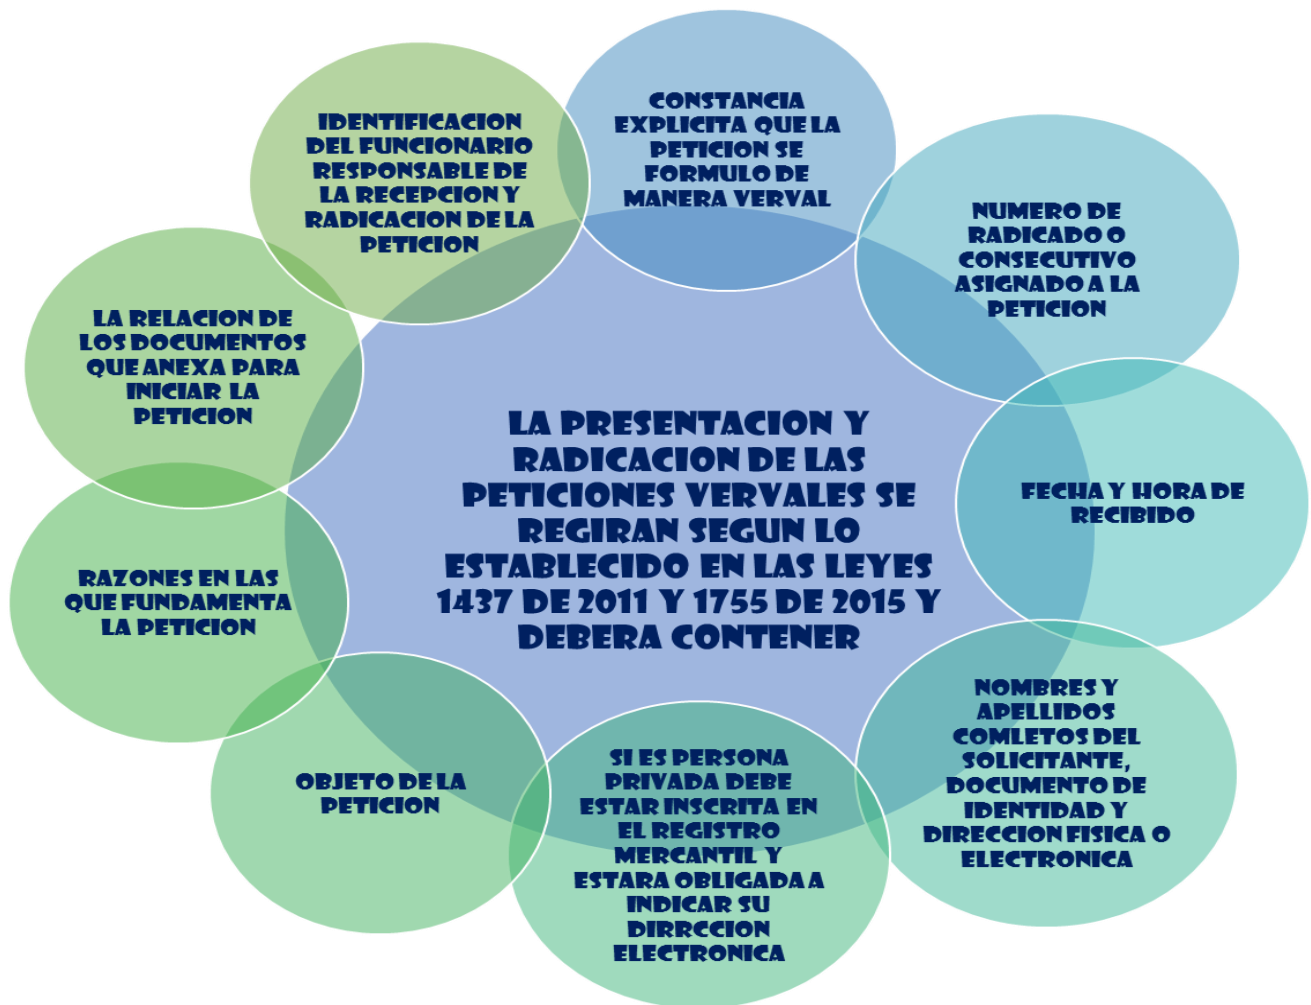 CONSTANCIA
EXPLICITA QUE LA
PETICION SE
FORMULO DE
MANERA VERVAL
NUMERO DE
RADICADO O
CONSECUTIVO
ASIGNADO A LA
PETICION
FECHA Y HORA DE
RECIBIDO
NOMBRES Y
APELLIDOS
COMLETOS DEL
SOLICITANTE,
DOCUMENTO DE
IDENTIDAD Y
DIRECCION FISICA O
ELECTRONICA
SI ES PERSONA
PRIVADA DEBE
ESTAR INSCRITA EN
EL REGISTRO
MERCANTIL Y
ESTARA OBLIGADA A
INDICAR SU
DIRRCCION
ELECTRONICA
OBJETO DE LA
PETICION
RAZONES EN LAS
QUE FUNDAMENTA
LA PETICION
LA RELACION DE
LOS DOCUMENTOS
QUE ANEXA PARA
INICIAR LA
PETICION
IDENTIFICACION
DEL FUNCIONARIO
RESPONSABLE DE
LA RECEPCION Y
RADICACION DE LA
PETICION
LA PRESENTACION Y
RADICACION DE LAS
PETICIONES VERVALES SE
REGIRAN SEGUN LO
ESTABLECIDO EN LAS LEYES
1437 DE 2011 Y 1755 DE 2015 Y
DEBERA CONTENER